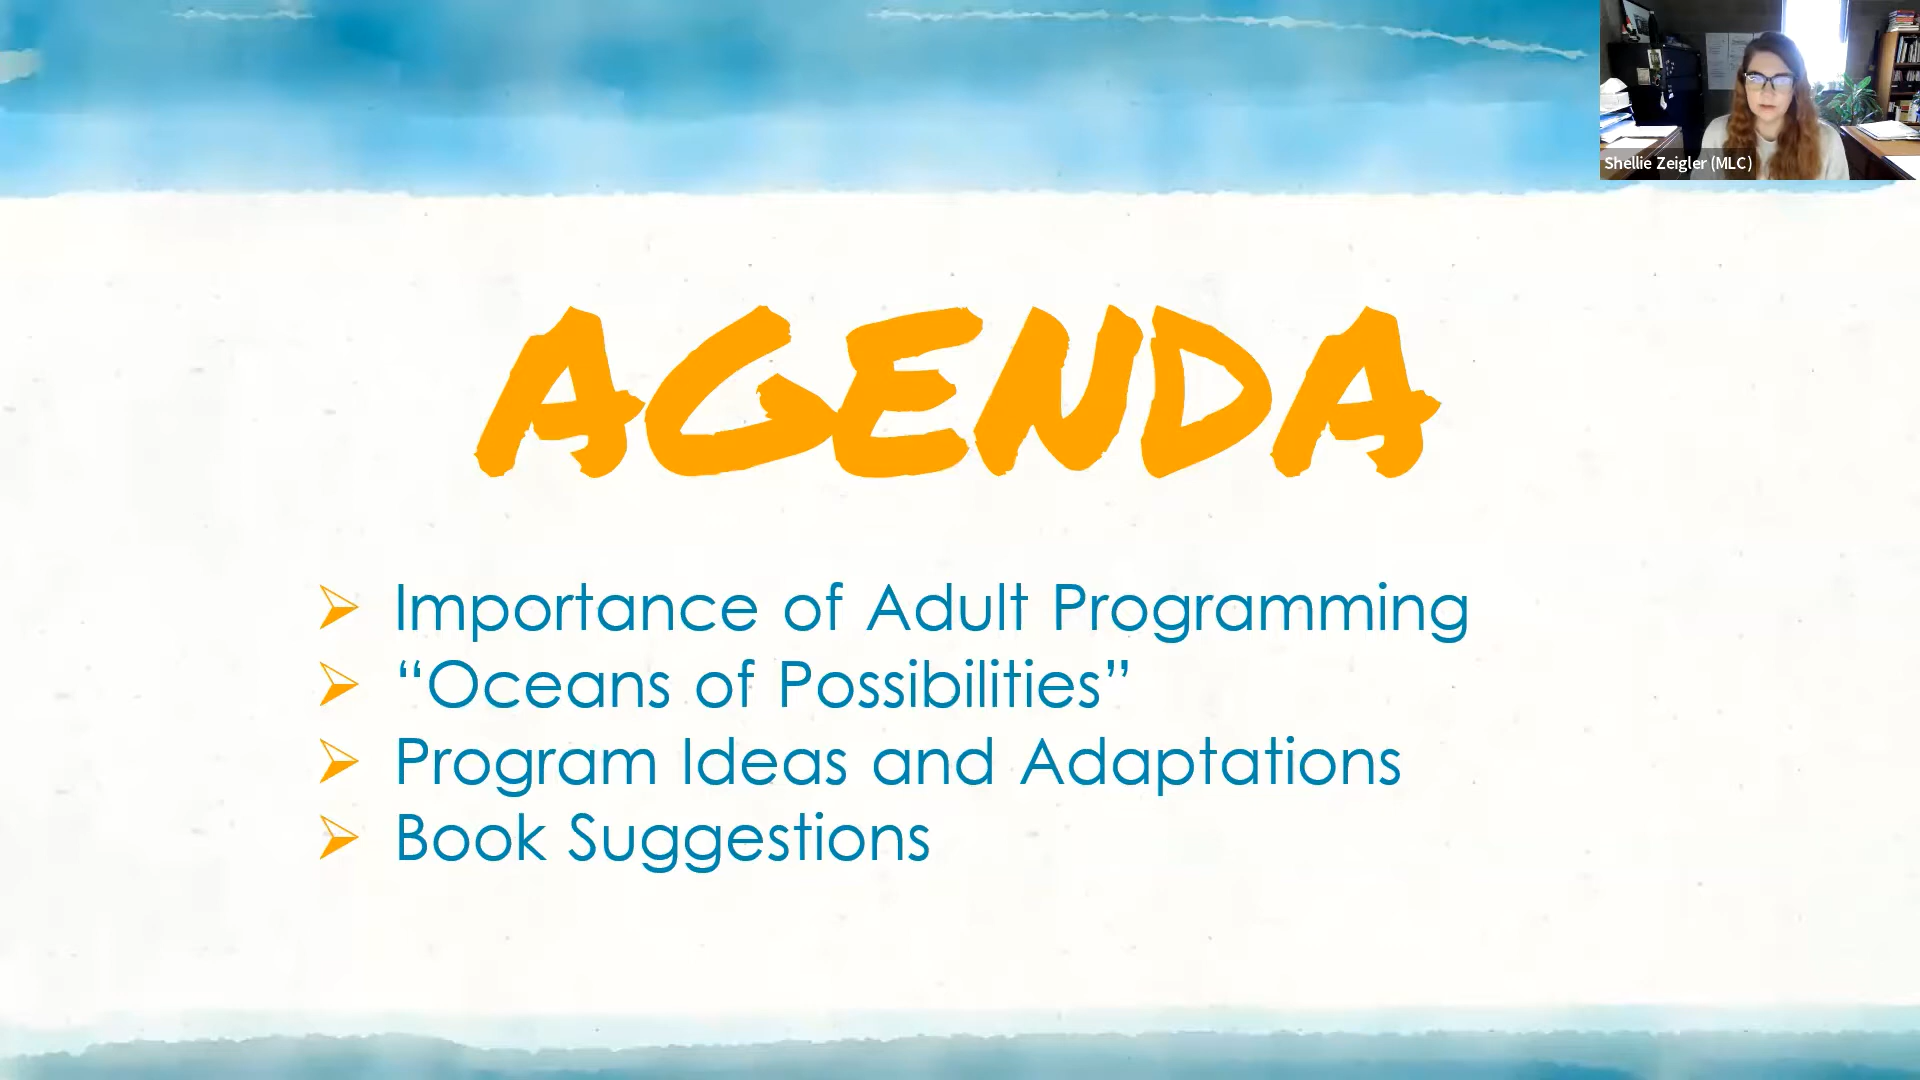 Shellie Zeigler (MLC)
AGENDA
Importance of Adult Programming
“Oceans of Possibilities”
Program Ideas and Adaptations
Book Suggestions